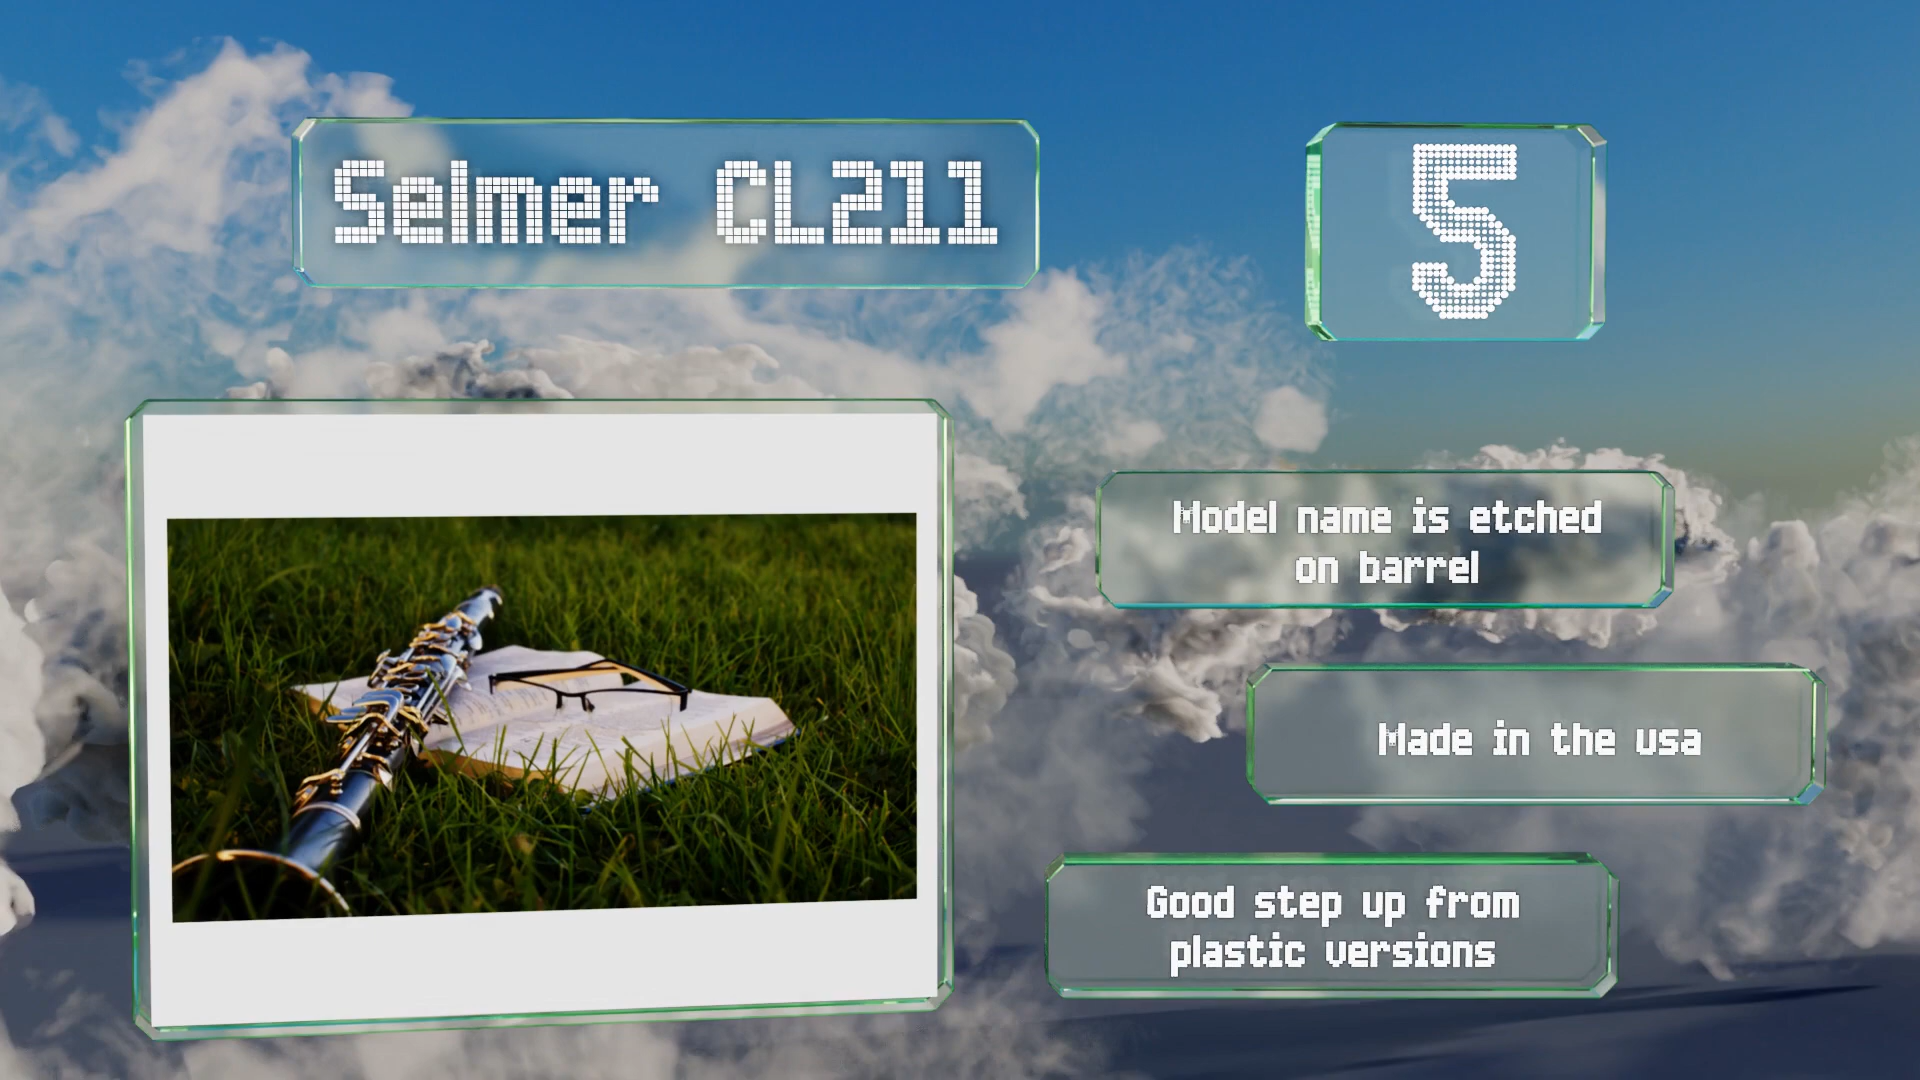 Selmer CL211
5
Model name is etched
on barrel
Made in the usa
Good step up from
plastic versions